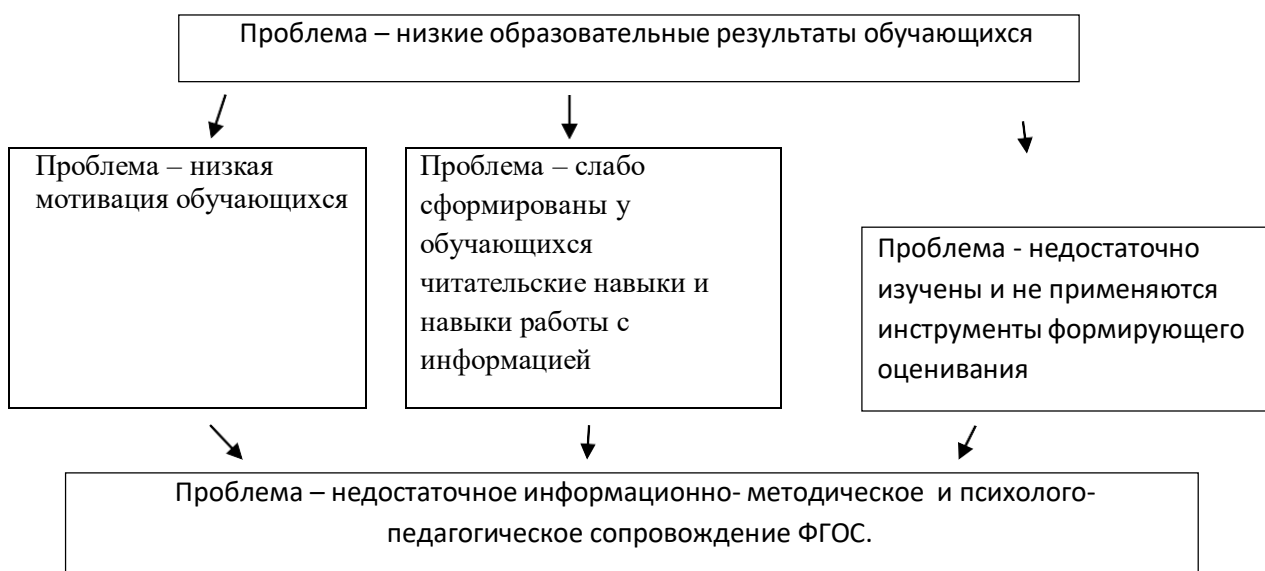 Проблема – низкие образовательные результаты обучающихся
Проблема – низкая
мотивация обучающихся
Проблема – слабо
сформированы у
обучающихся
читательские навыки и
навыки работы с
информацией
Проблема - недостаточно
изучены и не применяются
инструменты формирующего
оценивания
Проблема – недостаточное информационно- методическое и психолого-
педагогическое сопровождение ФГОС.